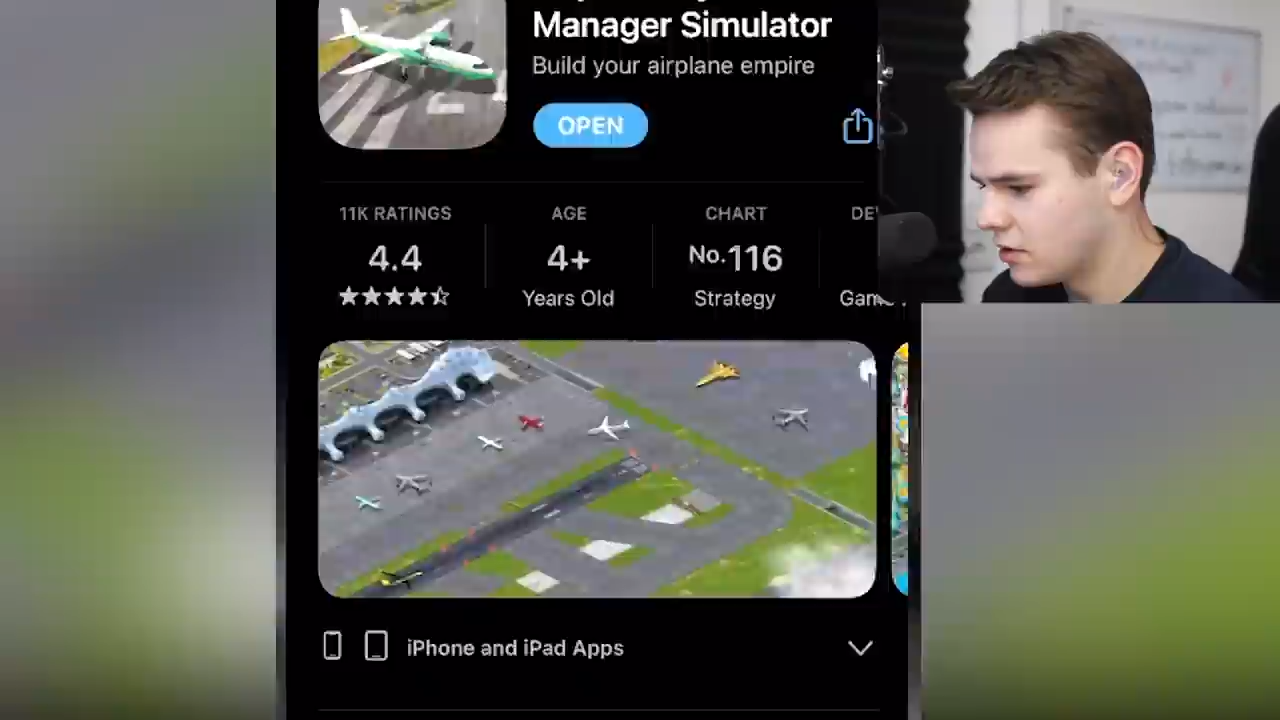 Manager Simulator
Build your airplane empire
OPEN
11K RATINGS
4.4
AGE
4+
Years Old
CHART
No.116
Strategy
iPhone and iPad Apps